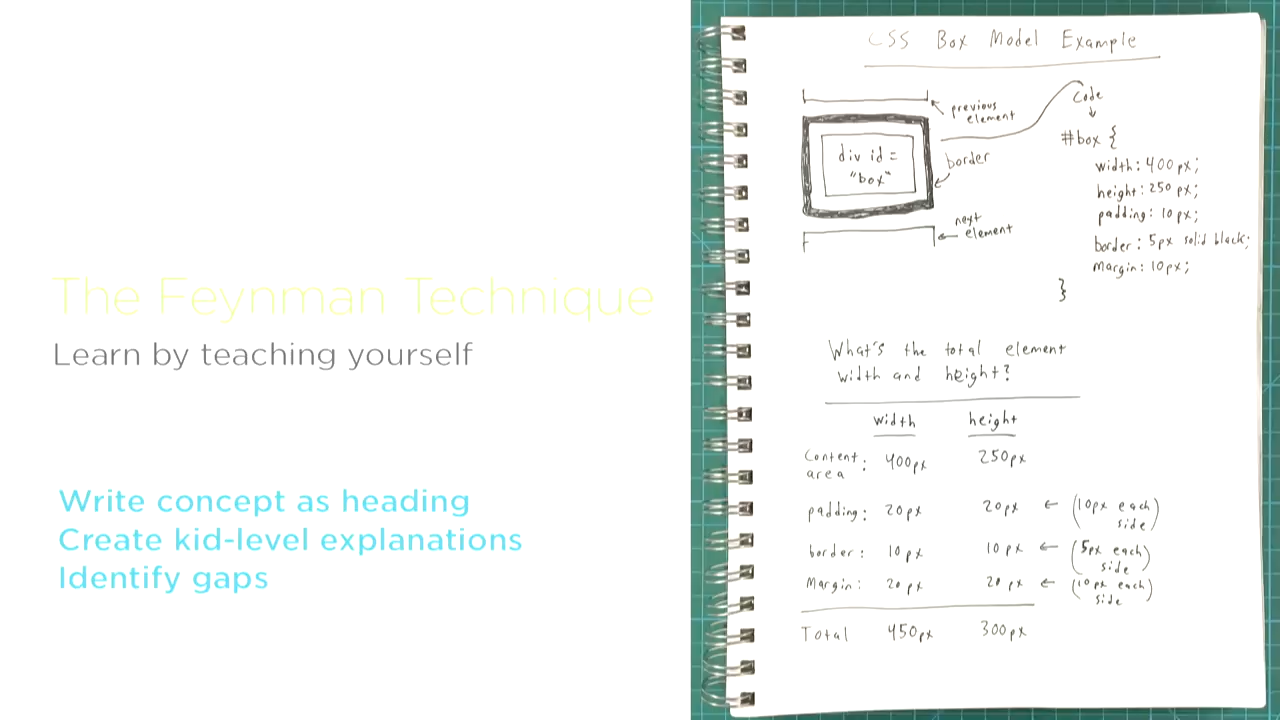 The Feynman Technique
Learn by teaching yourself
Write concept as heading
Create kid-level explanations
Identify gaps
CSS Box Model Example
previous
element
div id =
"box"
border
next
element
Code
#box {
width: 400px;
height: 250px;
padding: 10px;
border: 5px solid black;
margin: 10px;
}
What's the total element
width and height?
width height
Content area: 400px 250px
padding: 20px 20px ← (10px each side)
border: 10px 10px ← (5px each side)
Margin: 20px 20px ← (10px each side)
Total 450px 300px